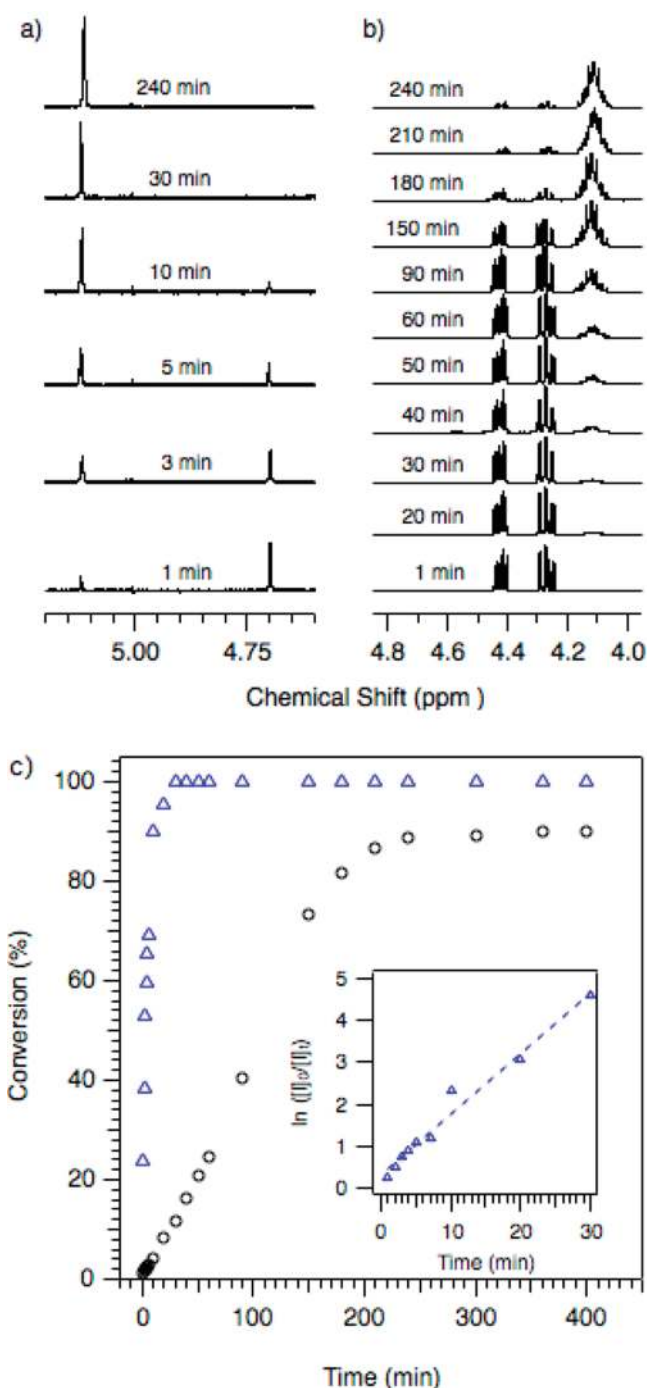 a)
240 min
30 min
10 min
5 min
3 min
1 min
5.00 4.75
b)
240 min
210 min
180 min
150 min
90 min
60 min
50 min
40 min
30 min
20 min
1 min
4.8 4.6 4.4 4.2 4.0
Chemical Shift (ppm )
c)
100
80
60
40
20
0
Conversion (%)
0 100 200 300 400
Time (min)
5
4
3
2
1
0
ln ([I]0/[I]t)
0 10 20 30
Time (min)